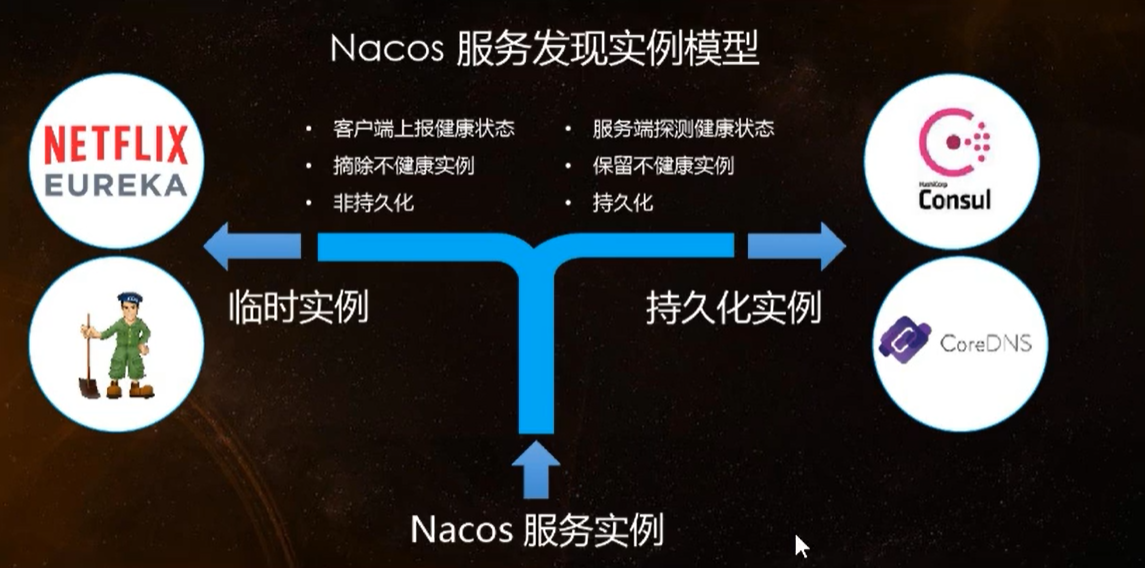 Nacos 服务发现实例模型
NETFLIX
EUREKA
• 客户端上报健康状态
• 摘除不健康实例
• 非持久化
• 服务端探测健康状态
• 保留不健康实例
• 持久化
HashiCorp
Consul
临时实例
持久化实例
CoreDNS
Nacos 服务实例